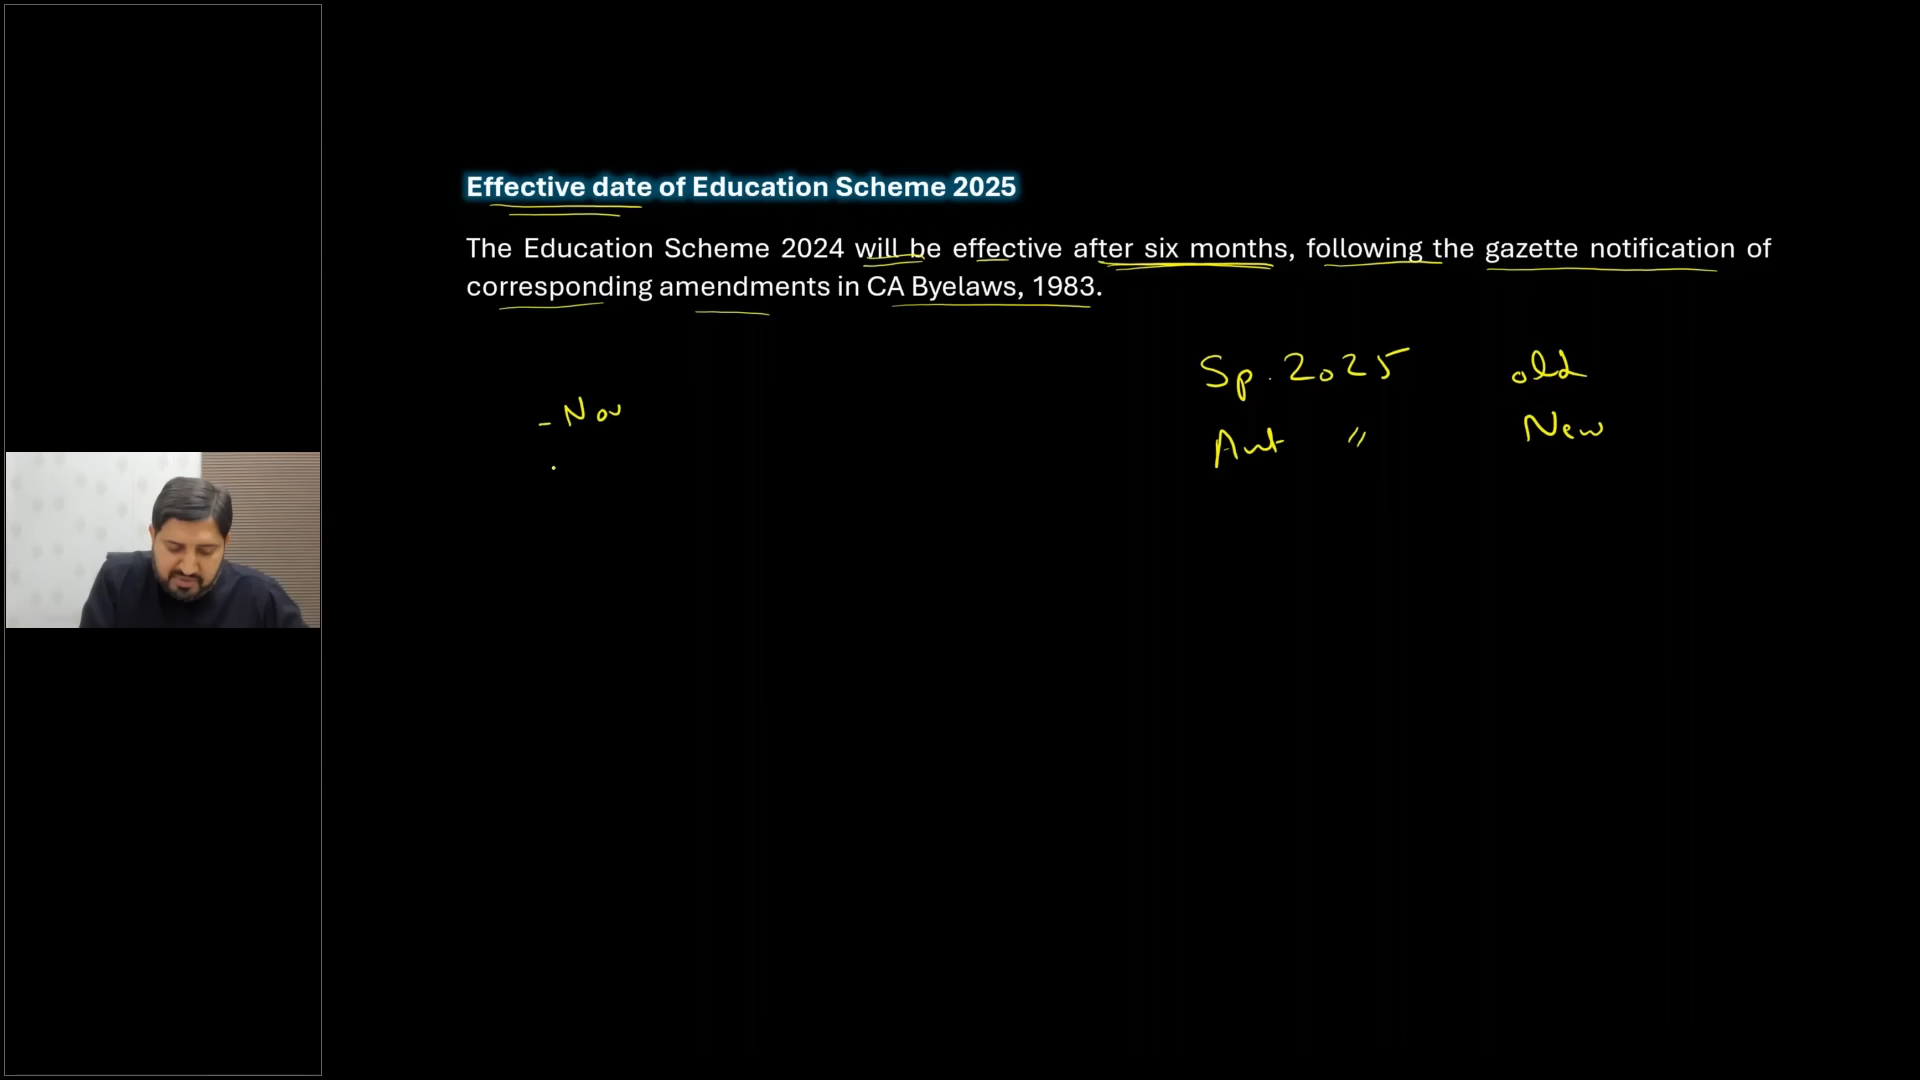 Effective date of Education Scheme 2025
The Education Scheme 2024 will be effective after six months, following the gazette notification of
corresponding amendments in CA Byelaws, 1983.
Sp. 2025 old
- Nov
Aut " New